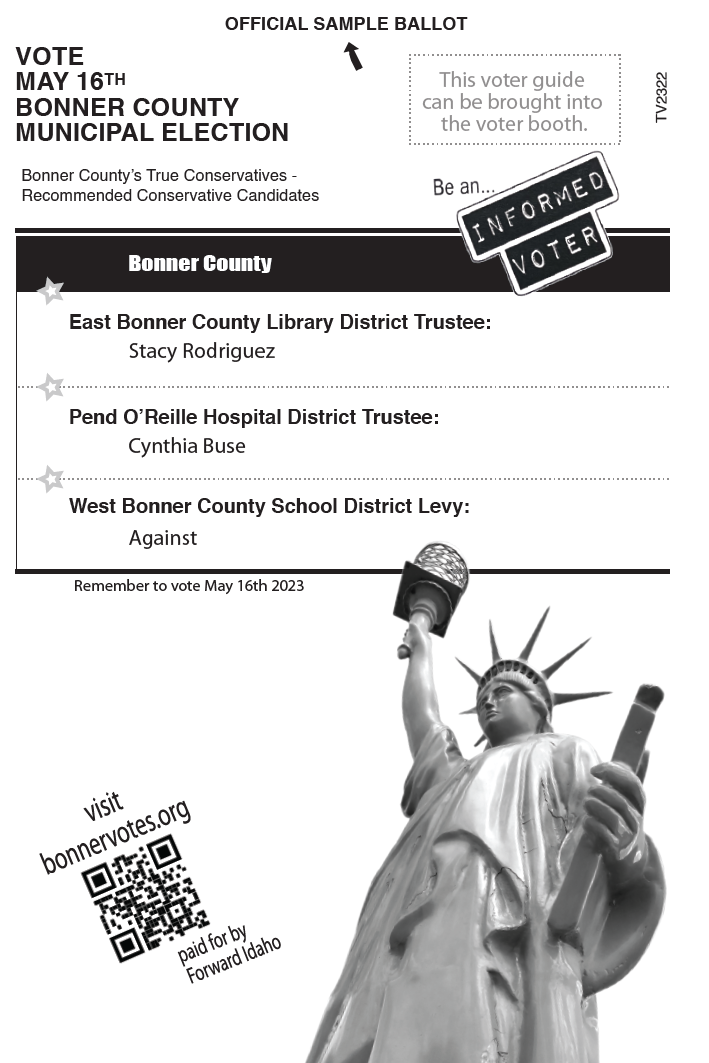 OFFICIAL SAMPLE BALLOT
VOTE
MAY 16TH
BONNER COUNTY
MUNICIPAL ELECTION
This voter guide
can be brought into
the voter booth.
TV2322
Bonner County's True Conservatives -
Recommended Conservative Candidates
Be an...
INFORMED
VOTER
Bonner County
East Bonner County Library District Trustee:
Stacy Rodriguez
Pend O'Reille Hospital District Trustee:
Cynthia Buse
West Bonner County School District Levy:
Against
Remember to vote May 16th 2023
visit
bonnervotes.org
paid for by
Forward Idaho